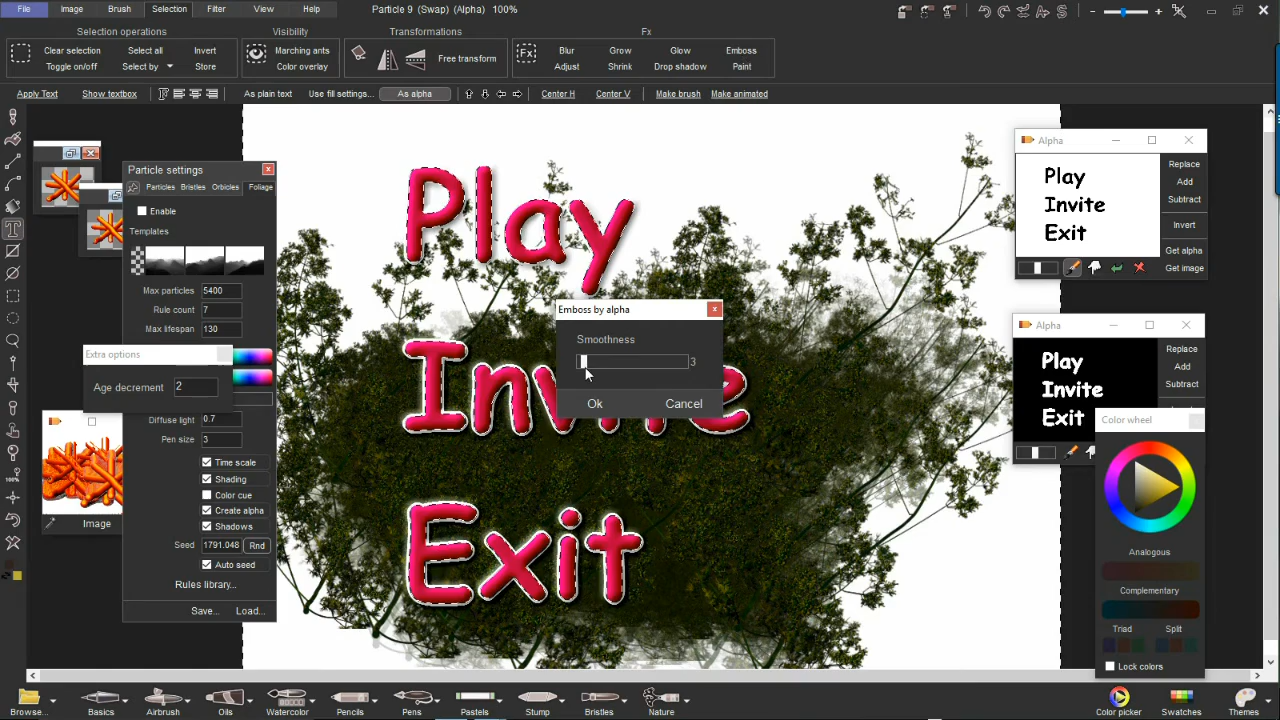 File Image Brush Selection Filter View Help Particle 9 (Swap) (Alpha) 100%
Selection operations Visibility Transformations Fx
Clear selection Select all Invert Marching ants Blur Grow Glow Emboss
Toggle on/off Select by Store Color overlay Free transform Adjust Shrink Drop shadow Paint
Fx
Apply Text Show textbox As plain text Use fill settings... As alpha Center H Center V Make brush Make animated
Particle settings
Particles Bristles Orbicles Foliage
Enable
Templates
Max particles 5400
Rule count 7
Max lifespan 130
Extra options
Age decrement 2
Diffuse light 0.7
Pen size 3
Time scale
Shading
Color cue
Create alpha
Shadows
Seed 1791.048 Rnd
Auto seed
Rules library...
Save... Load...
Image
100%
Play
Invite
Exit
Emboss by alpha
Smoothness
3
Ok Cancel
Alpha
Play
Invite
Exit
Replace
Add
Subtract
Invert
Get alpha
Get image
Alpha
Play
Invite
Exit
Replace
Add
Subtract
Color wheel
Analogous
Complementary
Triad Split
Lock colors
Browse... Basics Airbrush Oils Watercolor Pencils Pens Pastels Stump Bristles Nature Color picker Swatches Themes